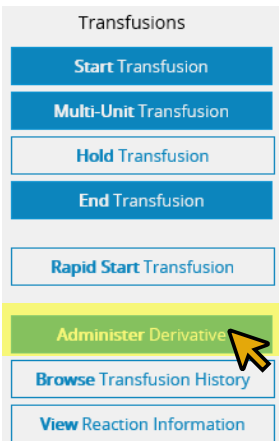 Transfusions
Start Transfusion
Multi-Unit Transfusion
Hold Transfusion
End Transfusion
Rapid Start Transfusion
Administer Derivative
Browse Transfusion History
View Reaction Information